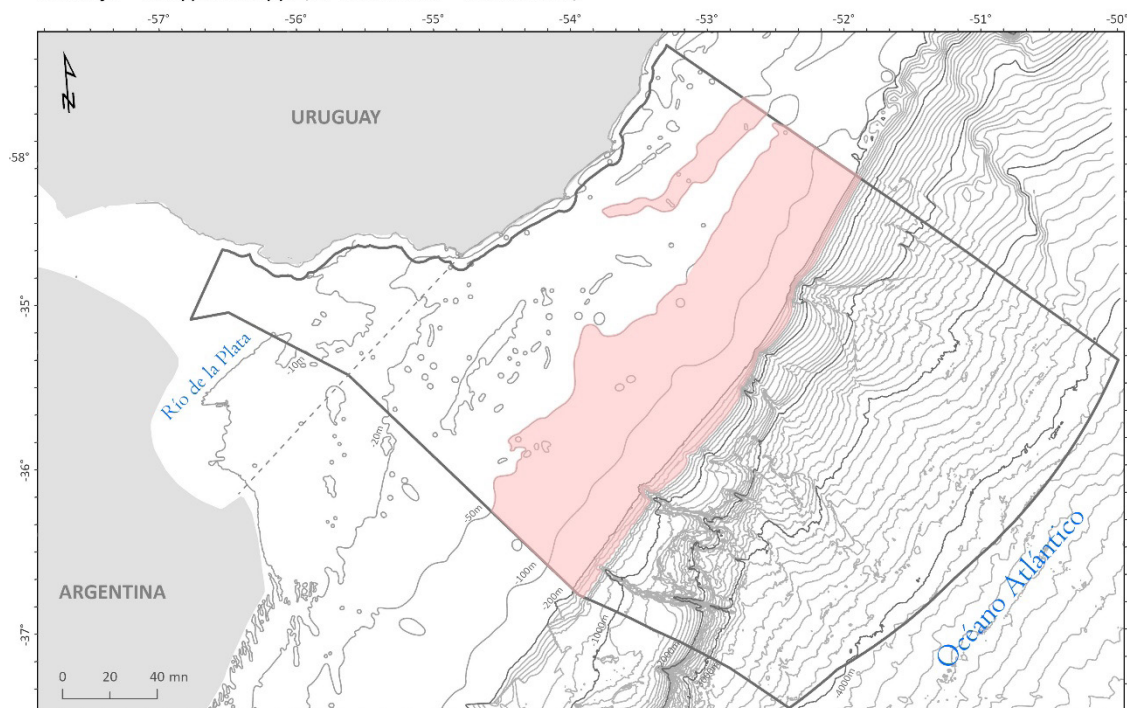 -57° -56° -55° -54° -53° -52° -51° -50°
N
URUGUAY
-58°
-35°
Río de la Plata
-10m
-20m
-36°
-50m
-100m
-200m
ARGENTINA
-37°
-1000m
-4000m
Océano Atlántico
0 20 40 mn